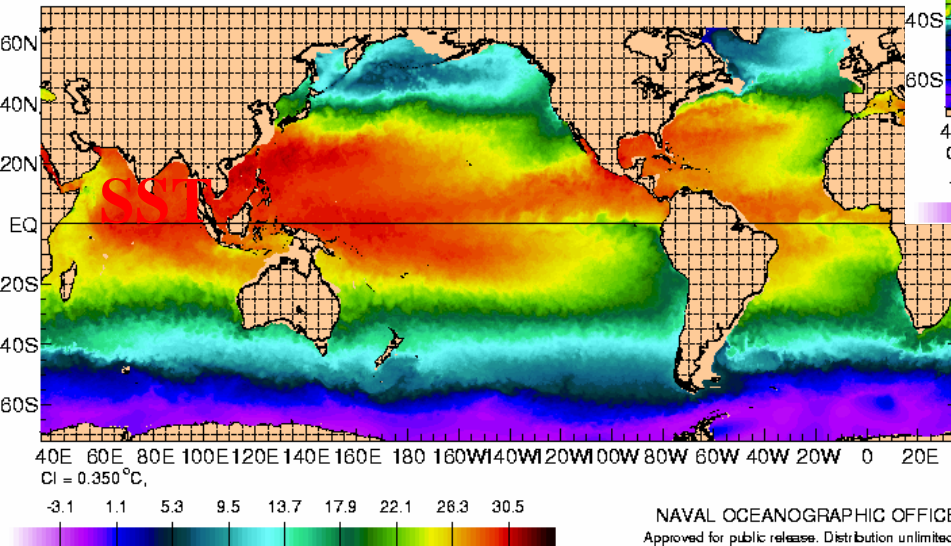 40S
60S
4
60N
40N
20N
EQ
20S
40S
60S
SST
40E 60E 80E 100E 120E 140E 160E 180 160W 140W 120W 100W 80W 60W 40W 20W 0 20E
CI = 0.350°C,
-3.1 1.1 5.3 9.5 13.7 17.9 22.1 26.3 30.5
NAVAL OCEANOGRAPHIC OFFICE
Approved for public release. Distribution unlimited